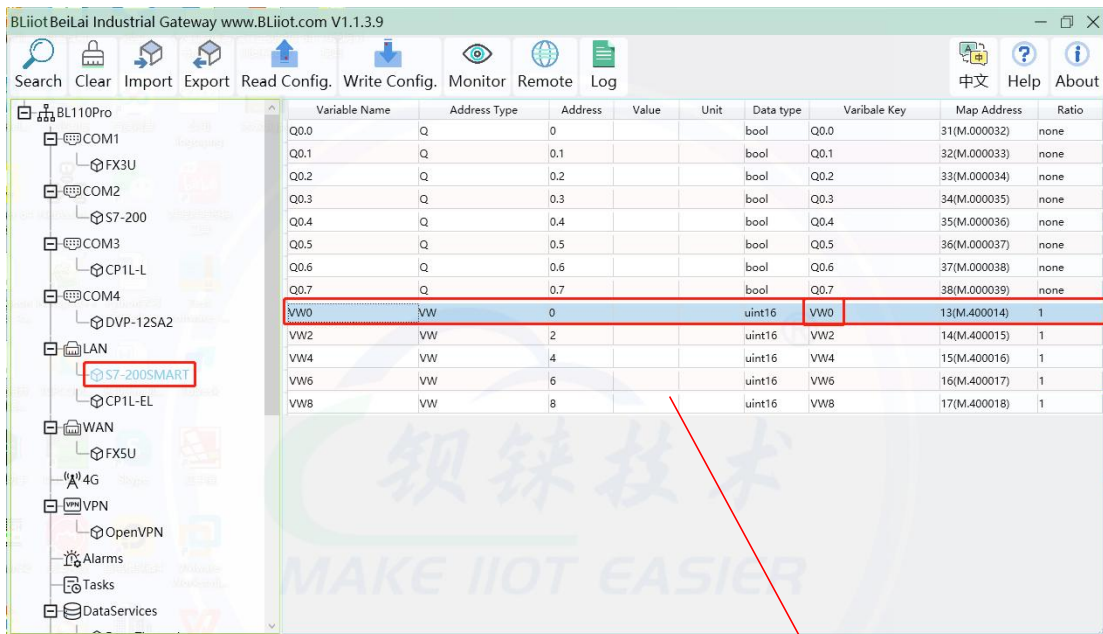 BLiiot BeiLai Industrial Gateway www.BLiiot.com V1.1.3.9
Search Clear Import Export Read Config. Write Config. Monitor Remote Log 中文 Help About
BL110Pro
COM1
FX3U
COM2
S7-200
COM3
CP1L-L
COM4
DVP-12SA2
LAN
S7-200SMART
CP1L-EL
WAN
FX5U
4G
VPN VPN
OpenVPN
Alarms
Tasks
DataServices
Variable Name Address Type Address Value Unit Data type Varibale Key Map Address Ratio
Q0.0 Q 0 bool Q0.0 31(M.000032) none
Q0.1 Q 0.1 bool Q0.1 32(M.000033) none
Q0.2 Q 0.2 bool Q0.2 33(M.000034) none
Q0.3 Q 0.3 bool Q0.3 34(M.000035) none
Q0.4 Q 0.4 bool Q0.4 35(M.000036) none
Q0.5 Q 0.5 bool Q0.5 36(M.000037) none
Q0.6 Q 0.6 bool Q0.6 37(M.000038) none
Q0.7 Q 0.7 bool Q0.7 38(M.000039) none
VW0 VW 0 uint16 VW0 13(M.400014) 1
VW2 VW 2 uint16 VW2 14(M.400015) 1
VW4 VW 4 uint16 VW4 15(M.400016) 1
VW6 VW 6 uint16 VW6 16(M.400017) 1
VW8 VW 8 uint16 VW8 17(M.400018) 1
钡铼技术
MAKE IIOT EASIER